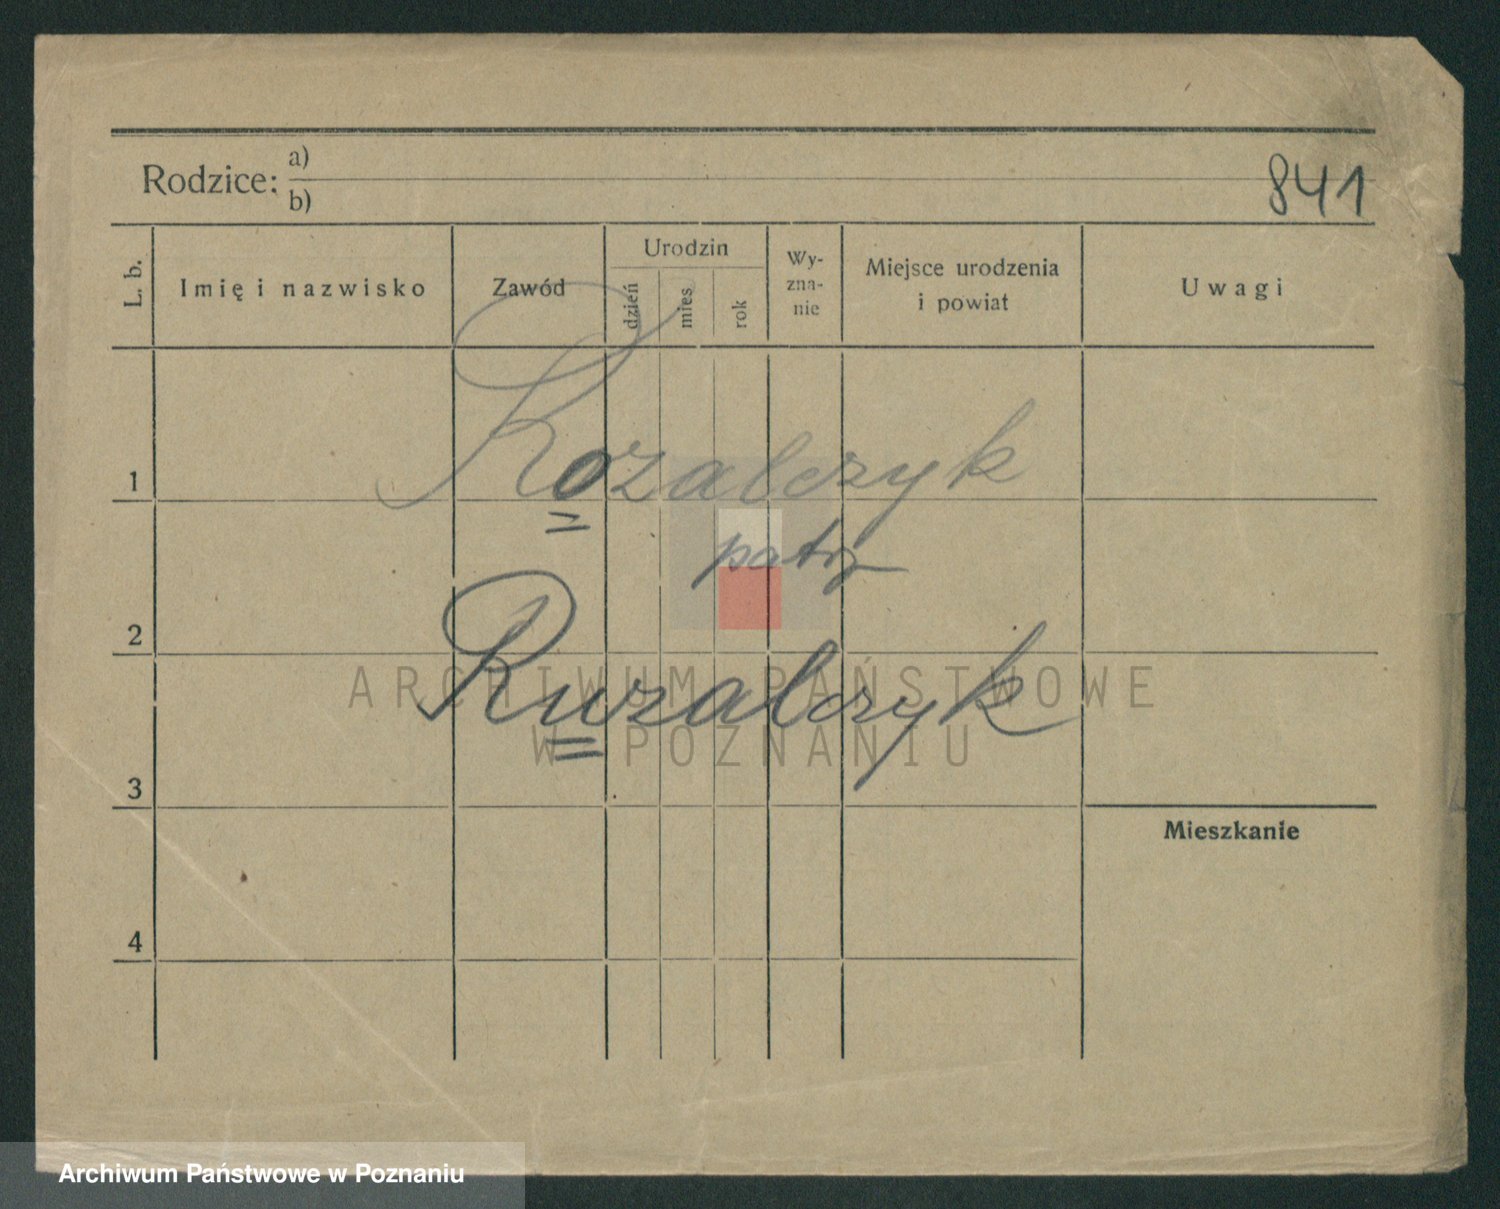 Rodzice: a)
b)
841
L. b.
Imię i nazwisko
Zawód
Urodzin
dzień
mies
rok
Wy-
zna-
nie
Miejsce urodzenia
i powiat
Uwagi
1
Rozalczyk
patrz
2
Ruzalczyk
ARCHIWUM PAŃSTWOWE
W POZNANIU
3
Mieszkanie
4
Archiwum Państwowe w Poznaniu